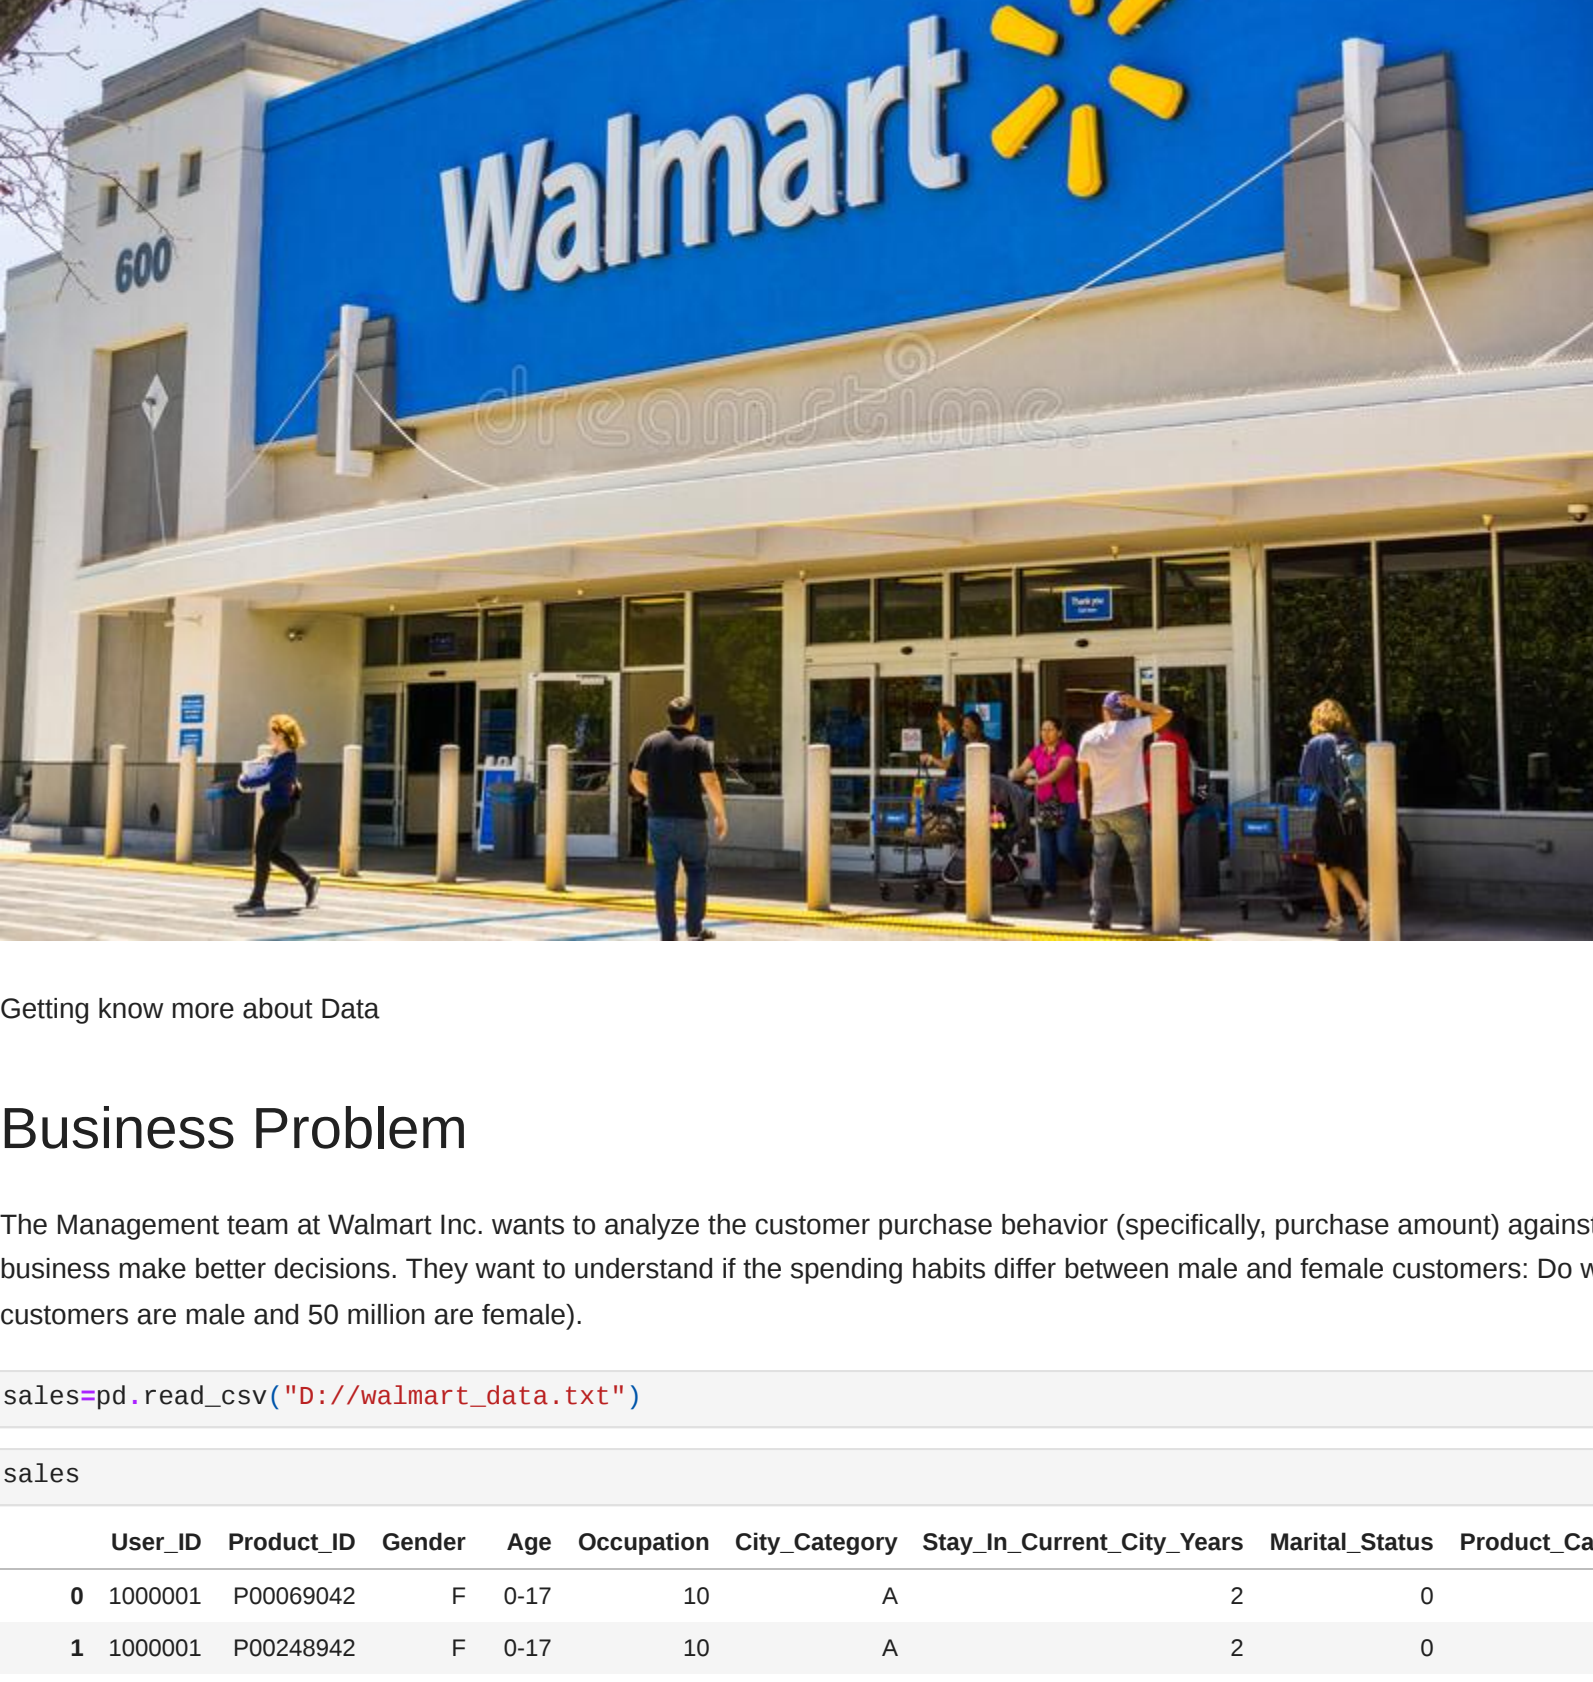 Walmart
600
dreamstime.
Thank you
Getting know more about Data
Business Problem
The Management team at Walmart Inc. wants to analyze the customer purchase behavior (specifically, purchase amount) against
business make better decisions. They want to understand if the spending habits differ between male and female customers: Do w
customers are male and 50 million are female).
sales=pd.read_csv("D://walmart_data.txt")
sales
User_ID Product_ID Gender Age Occupation City_Category Stay_In_Current_City_Years Marital_Status Product_Ca
0 1000001 P00069042 F 0-17 10 A 2 0
1 1000001 P00248942 F 0-17 10 A 2 0